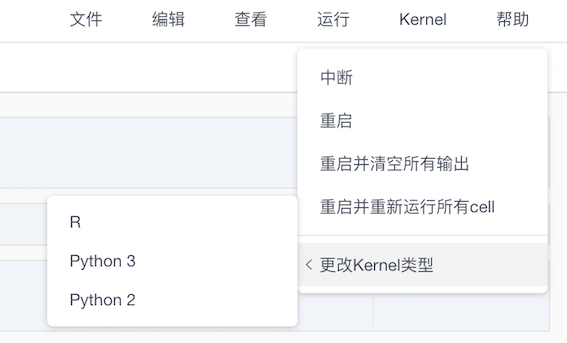 文件 编辑 查看 运行 Kernel 帮助
中断
重启
重启并清空所有输出
重启并重新运行所有cell
更改Kernel类型
R
Python 3
Python 2